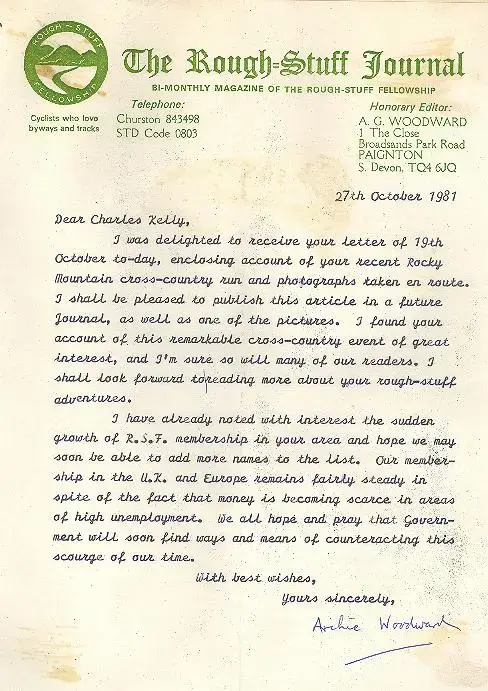 ROUGH - STUFF
FELLOWSHIP
Cyclists who love
byways and tracks
The Rough=Stuff Journal
BI-MONTHLY MAGAZINE OF THE ROUGH-STUFF FELLOWSHIP
Telephone:
Churston 843498
STD Code 0803
Honorary Editor:
A. G. WOODWARD
1 The Close
Broadsands Park Road
PAIGNTON
S. Devon, TQ4 6JQ
27th October 1981
Dear Charles Kelly,
I was delighted to receive your letter of 19th
October to-day, enclosing account of your recent Rocky
Mountain cross-country run and photographs taken en route.
I shall be pleased to publish this article in a future
Journal, as well as one of the pictures. I found your
account of this remarkable cross-country event of great
interest, and I'm sure so will many of our readers. I
shall look forward to reading more about your rough-stuff
adventures.
I have already noted with interest the sudden
growth of R.S.F. membership in your area and hope we may
soon be able to add more names to the list. Our member-
ship in the U.K. and Europe remains fairly steady in
spite of the fact that money is becoming scarce in areas
of high unemployment. We all hope and pray that Govern-
ment will soon find ways and means of counteracting this
scourge of our time.
With best wishes,
Yours sincerely,
Archie Woodward